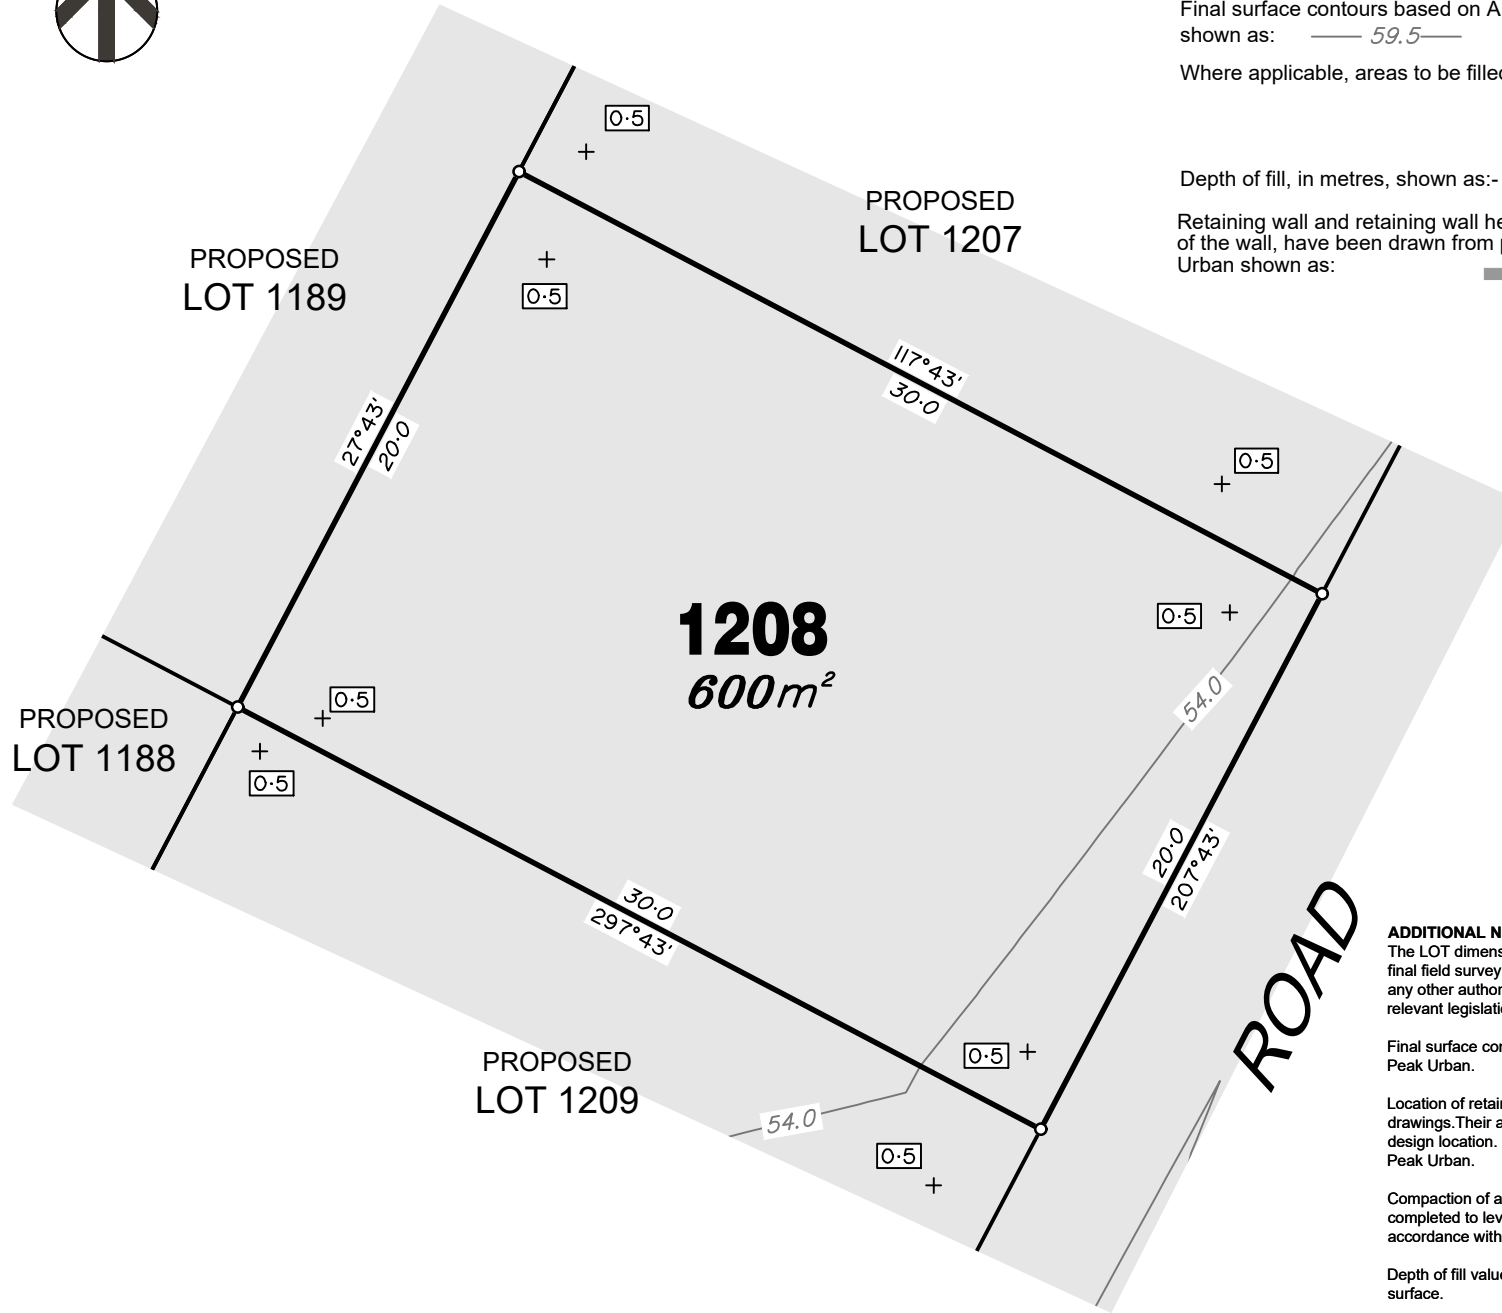 Final surface contours based on A
shown as: 59.5
Where applicable, areas to be filled
Depth of fill, in metres, shown as:-
Retaining wall and retaining wall he
of the wall, have been drawn from
Urban shown as:
0·5
PROPOSED
LOT 1207
PROPOSED
LOT 1189
0·5
117°43'
30·0
27°43'
20·0
0·5
0·5
1208
600m²
54.0
0·5
PROPOSED
LOT 1188
0·5
20·0
207°43'
30·0
297°43'
ROAD
0·5
PROPOSED
LOT 1209
54.0
0·5
ADDITIONAL N
The LOT dimens
final field survey
any other author
relevant legislati
Final surface con
Peak Urban.
Location of retain
drawings.Their a
design location.
Peak Urban.
Compaction of a
completed to lev
accordance with
Depth of fill value
surface.